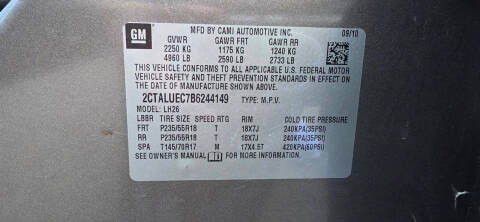 GM
MFD BY CAMI AUTOMOTIVE INC. 09/10
GVWR GAWR FRT GAWR RR
2250 KG 1175 KG 1240 KG
4960 LB 2590 LB 2733 LB
THIS VEHICLE CONFORMS TO ALL APPLICABLE U.S. FEDERAL MOTOR
VEHICLE SAFETY AND THEFT PREVENTION STANDARDS IN EFFECT ON
THE DATE OF MANUFACTURE SHOWN ABOVE.
2CTALUEC7B6244149 TYPE: M.P.V.
MODEL: LH26
LBBR TIRE SIZE SPEED RTG RIM COLD TIRE PRESSURE
FRT P235/55R18 T 18X7J 240KPA(35PSI)
RR P235/55R18 T 18X7J 240KPA(35PSI)
SPA T145/70R17 M 17X4.5T 420KPA(60PSI)
SEE OWNER'S MANUAL FOR MORE INFORMATION.